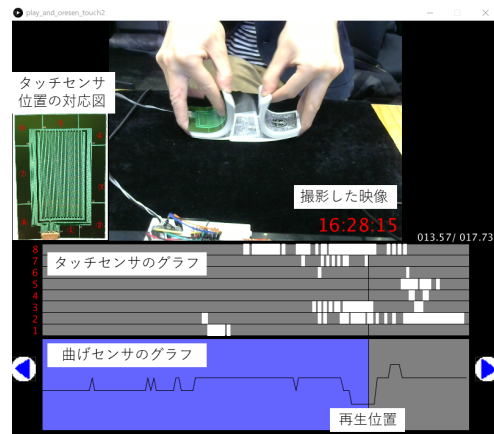 play_and_oresen_touch2
タッチセンサ
位置の対応図
撮影した映像
16:28:15
013.57/ 017.73
8
7
6
5
4
3
2
1
タッチセンサのグラフ
曲げセンサのグラフ
再生位置